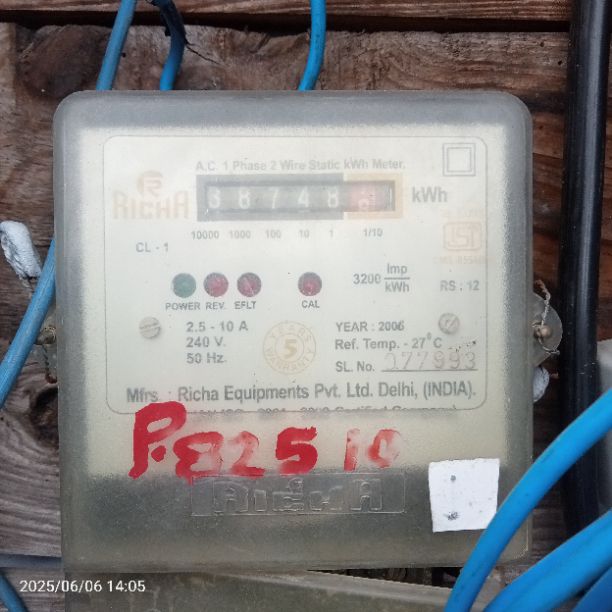 A.C. 1 Phase 2 Wire Static kWh Meter.
RICHA
38748
kWh
10000 1000 100 10 1 1/10
CL - 1
3200 Imp/kWh
RS : 12
POWER REV. EFLT CAL
2.5 - 10 A
240 V.
50 Hz.
YEARS
5
WARRANTY
YEAR : 2006
Ref. Temp. - 27°C
SL. No. 077993
Mfrs. : Richa Equipments Pvt. Ltd. Delhi, (INDIA).
P.82510
RICHA
2025/06/06 14:05